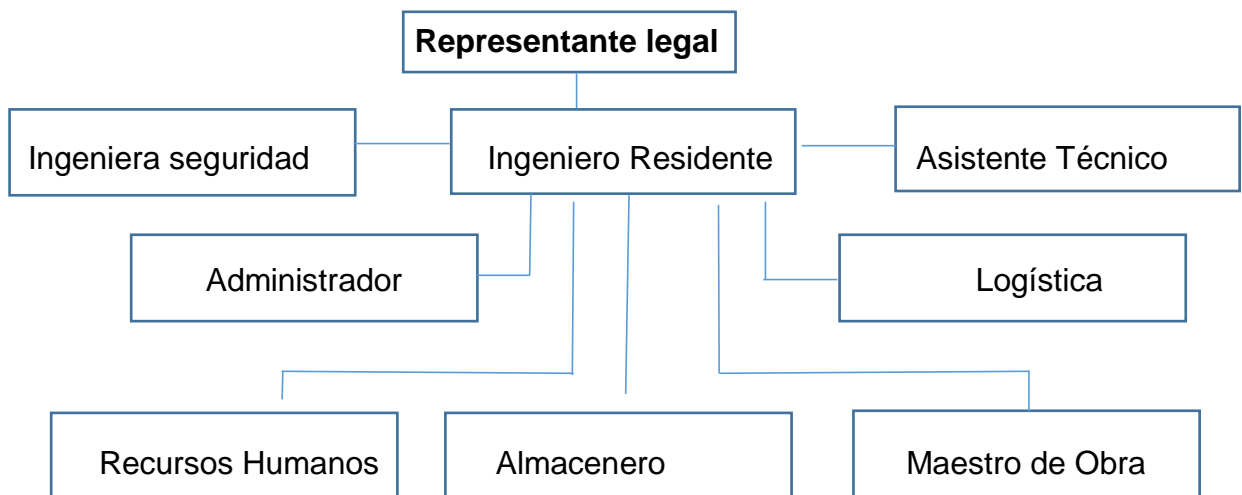 Representante legal
Ingeniera seguridad
Ingeniero Residente
Asistente Técnico
Administrador
Logística
Recursos Humanos
Almacenero
Maestro de Obra